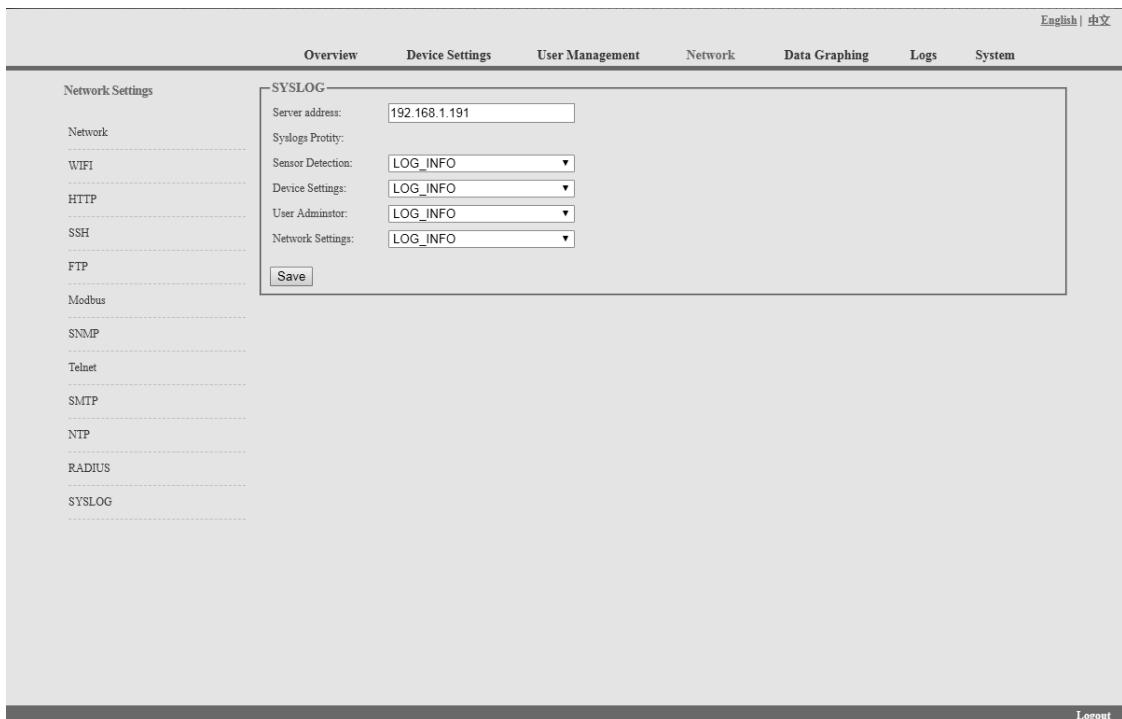 English | 中文
Overview Device Settings User Management Network Data Graphing Logs System
Network Settings
Network
WIFI
HTTP
SSH
FTP
Modbus
SNMP
Telnet
SMTP
NTP
RADIUS
SYSLOG
SYSLOG
Server address: 192.168.1.191
Syslogs Protity:
Sensor Detection: LOG_INFO
Device Settings: LOG_INFO
User Adminstor: LOG_INFO
Network Settings: LOG_INFO
Save
Logout